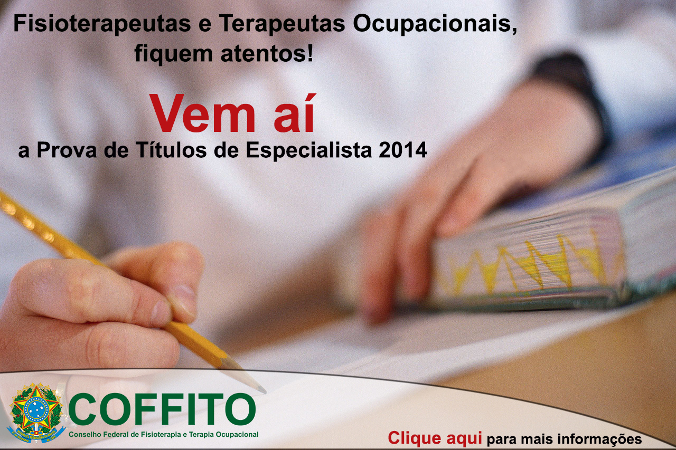 Fisioterapeutas e Terapeutas Ocupacionais,
fiquem atentos!
Vem aí
a Prova de Títulos de Especialista 2014
COFFITO
Conselho Federal de Fisioterapia e Terapia Ocupacional
Clique aqui para mais informações